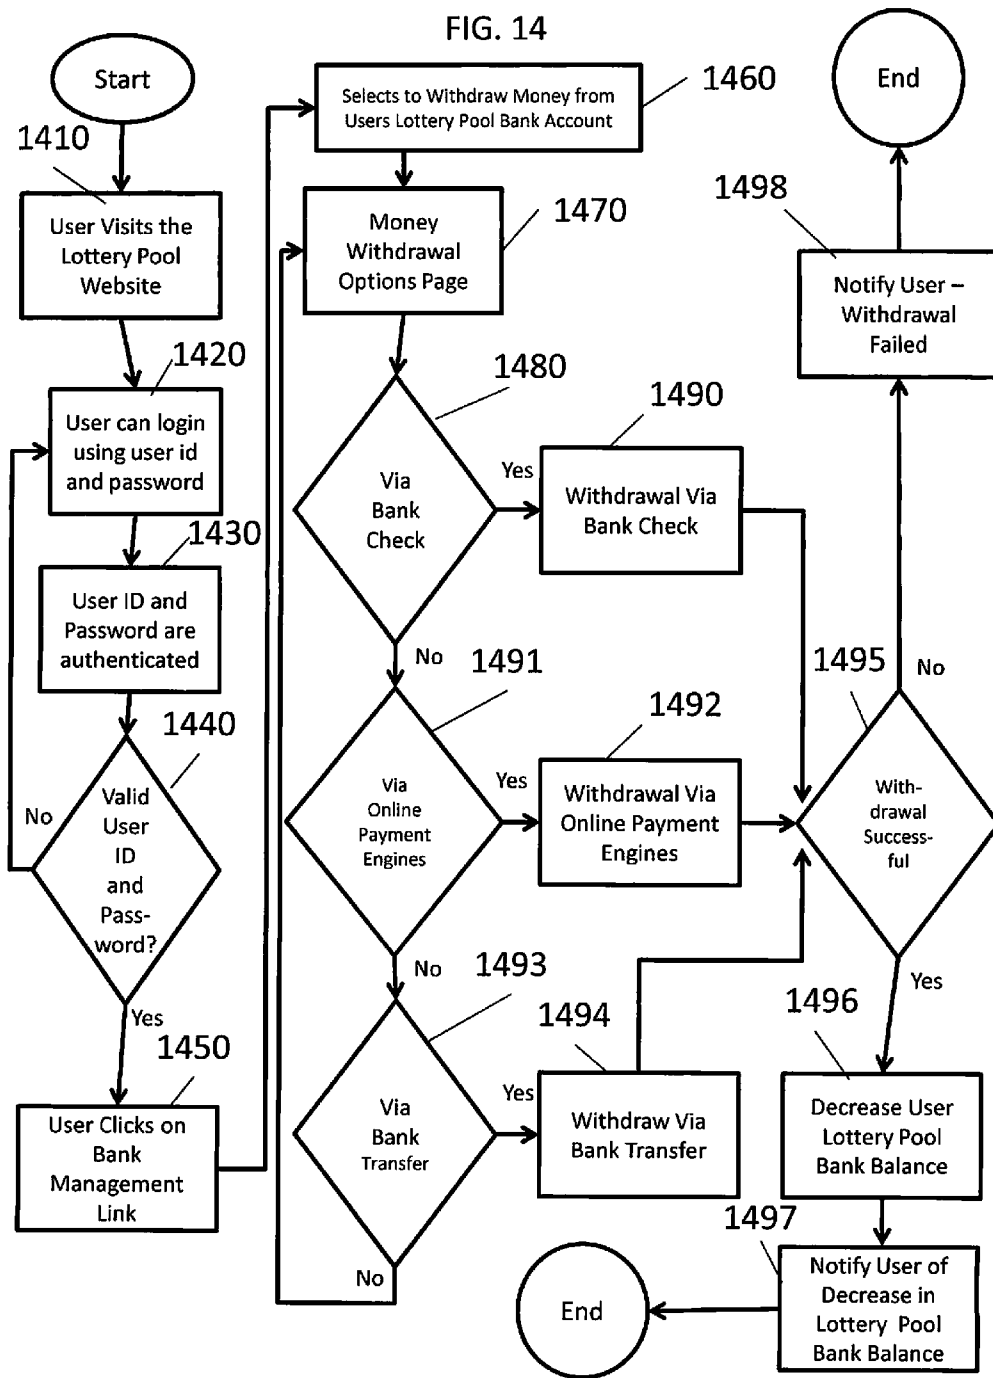 FIG. 14
Start
1410
User Visits the
Lottery Pool
Website
1420
User can login
using user id
and password
1430
User ID and
Password are
authenticated
1440
Valid
User
ID
and
Pass-
word?
No
Yes
1450
User Clicks on
Bank
Management
Link
1460
Selects to Withdraw Money from
Users Lottery Pool Bank Account
1470
Money
Withdrawal
Options Page
1480
Via
Bank
Check
Yes
No
1490
Withdrawal Via
Bank Check
1491
Via
Online
Payment
Engines
Yes
No
1492
Withdrawal Via
Online Payment
Engines
1493
Via
Bank
Transfer
Yes
No
1494
Withdraw Via
Bank Transfer
1495
With-
drawal
Success-
ful
No
Yes
1498
Notify User –
Withdrawal
Failed
End
1496
Decrease User
Lottery Pool
Bank Balance
1497
Notify User of
Decrease in
Lottery Pool
Bank Balance
End